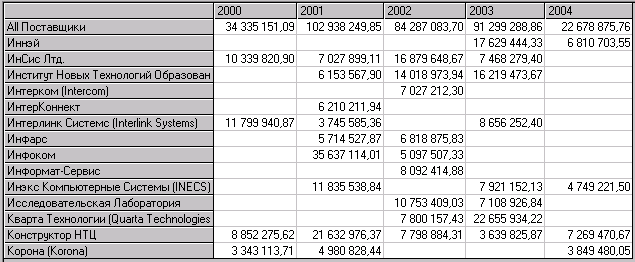 2000 2001 2002 2003 2004
All Поставщики 34 335 151,09 102 938 249,85 84 287 083,70 91 299 288,86 22 678 875,76
Иннэй 17 629 444,33 6 810 703,55
ИнСис Лтд. 10 339 820,90 7 027 899,11 16 879 648,67 7 468 279,40
Институт Новых Технологий Образован 6 153 567,90 14 018 973,94 16 219 473,67
Интерком (Intercom) 7 027 212,30
ИнтерКоннект 6 210 211,94
Интерлинк Системс (Interlink Systems) 11 799 940,87 3 745 585,36 8 656 252,40
Инфарс 5 714 527,87 6 818 875,83
Инфоком 35 637 114,01 5 097 507,33
Информат-Сервис 8 092 414,88
Инэкс Компьютерные Системы (INECS) 11 835 538,84 7 921 152,13 4 749 221,50
Исследовательская Лаборатория 10 753 409,03 7 108 926,84
Кварта Технологии (Quarta Technologies 7 800 157,43 22 655 934,22
Конструктор НТЦ 8 852 275,62 21 632 976,37 7 798 884,31 3 639 825,87 7 269 470,67
Корона (Korona) 3 343 113,71 4 980 828,44 3 849 480,05